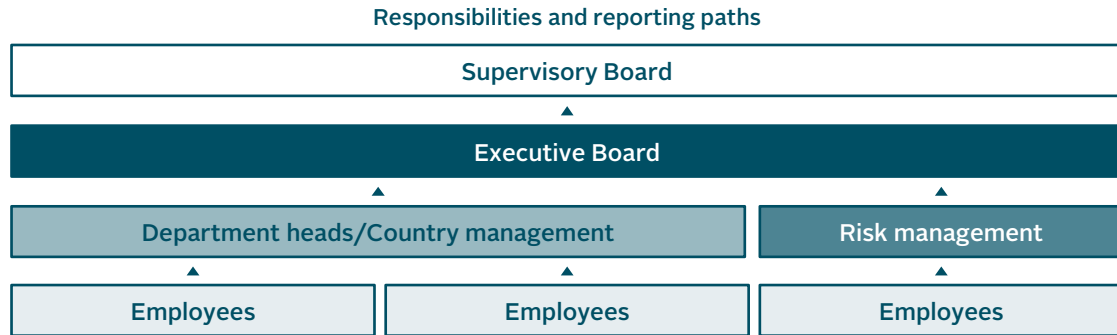 Responsibilities and reporting paths
Supervisory Board
Executive Board
Department heads/Country management
Risk management
Employees
Employees
Employees